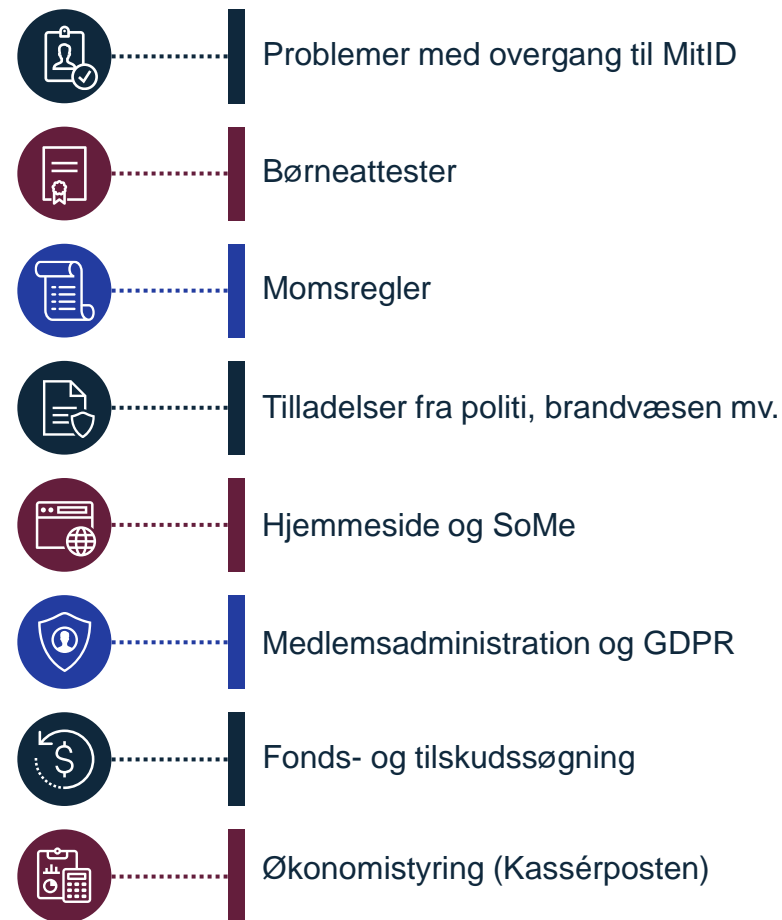 Problemer med overgang til MitID
Børneattester
Momsregler
Tilladelser fra politi, brandvæsen mv.
Hjemmeside og SoMe
Medlemsadministration og GDPR
Fonds- og tilskudssøgning
Økonomistyring (Kassérposten)